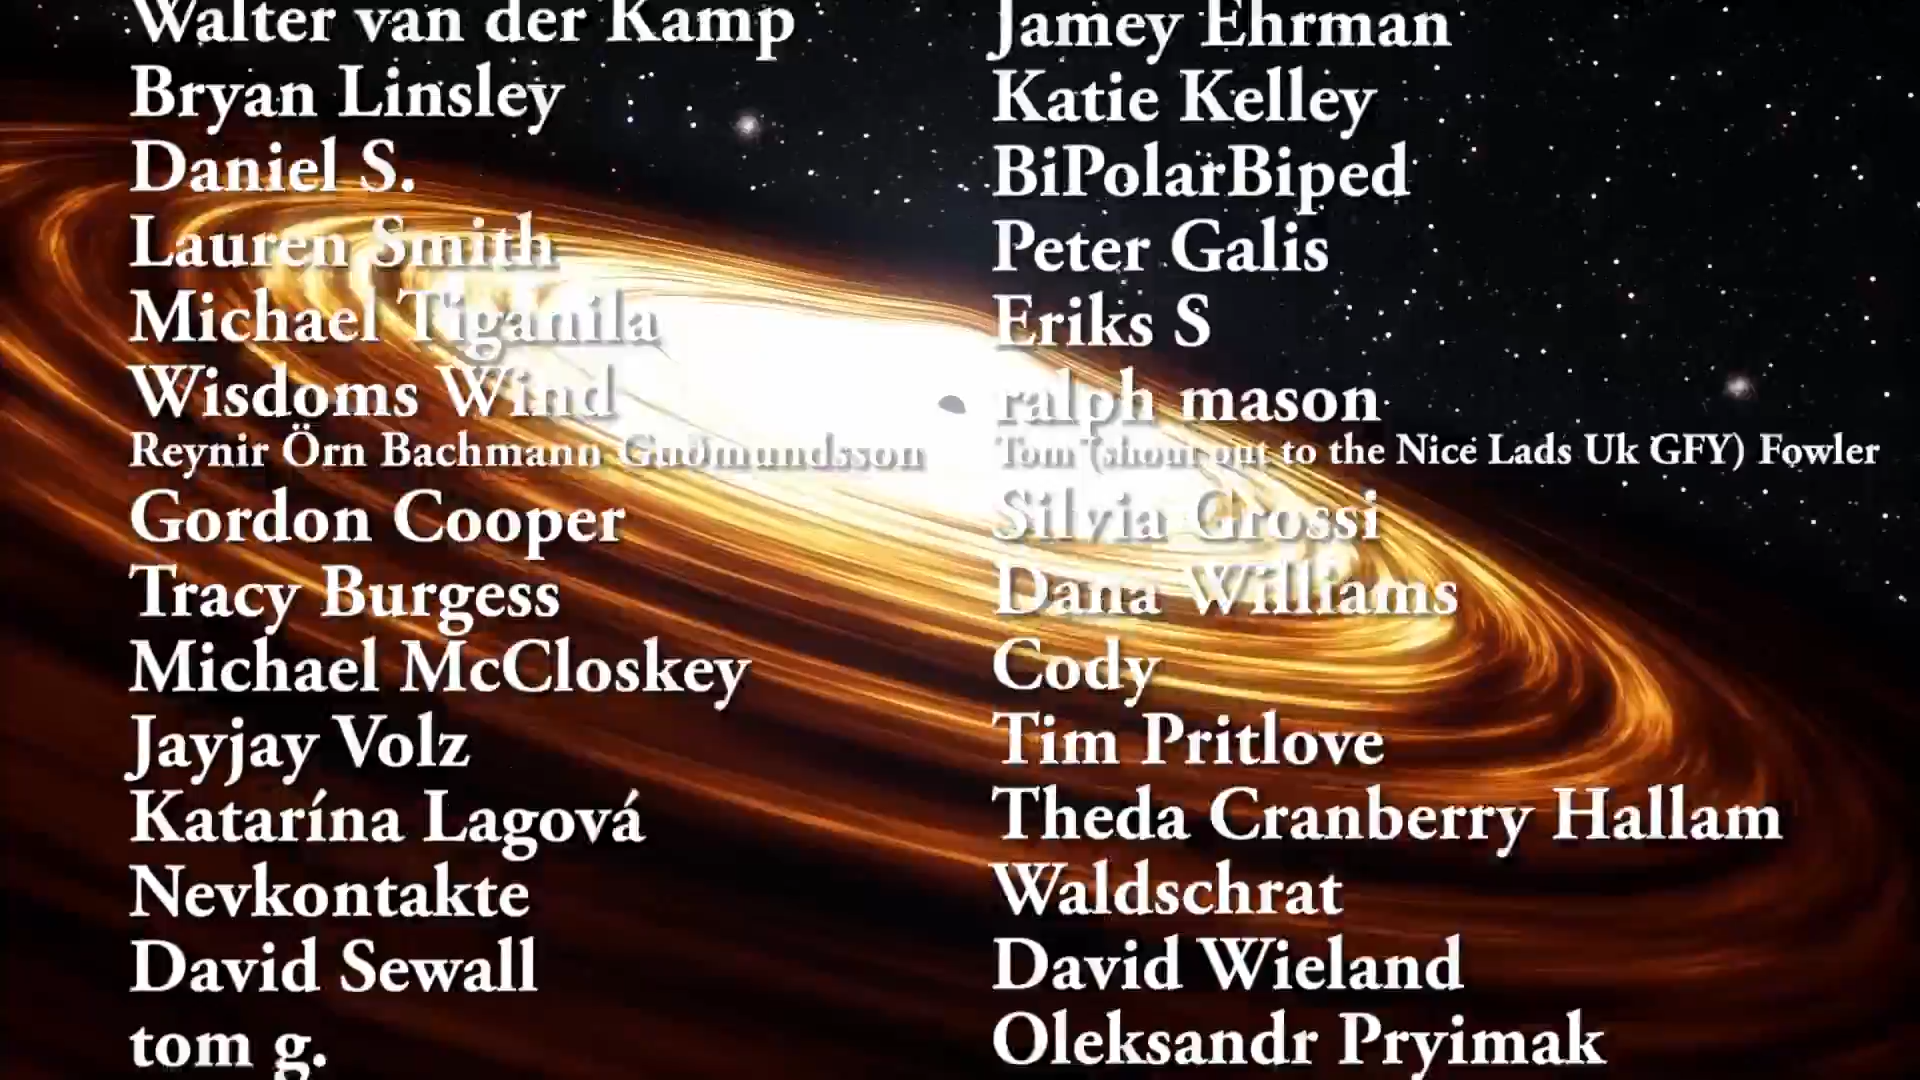 Walter van der Kamp
Bryan Linsley
Daniel S.
Lauren Smith
Michael Tiganila
Wisdoms Wind
Reynir Örn Bachmann Guðmundsson
Gordon Cooper
Tracy Burgess
Michael McCloskey
Jayjay Volz
Katarína Lagová
Nevkontakte
David Sewall
tom g.
Jamey Ehrman
Katie Kelley
BiPolarBiped
Peter Galis
Eriks S
ralph mason
Tom (shout out to the Nice Lads Uk GFY) Fowler
Silvia Grossi
Dana Williams
Cody
Tim Pritlove
Theda Cranberry Hallam
Waldschrat
David Wieland
Oleksandr Pryimak